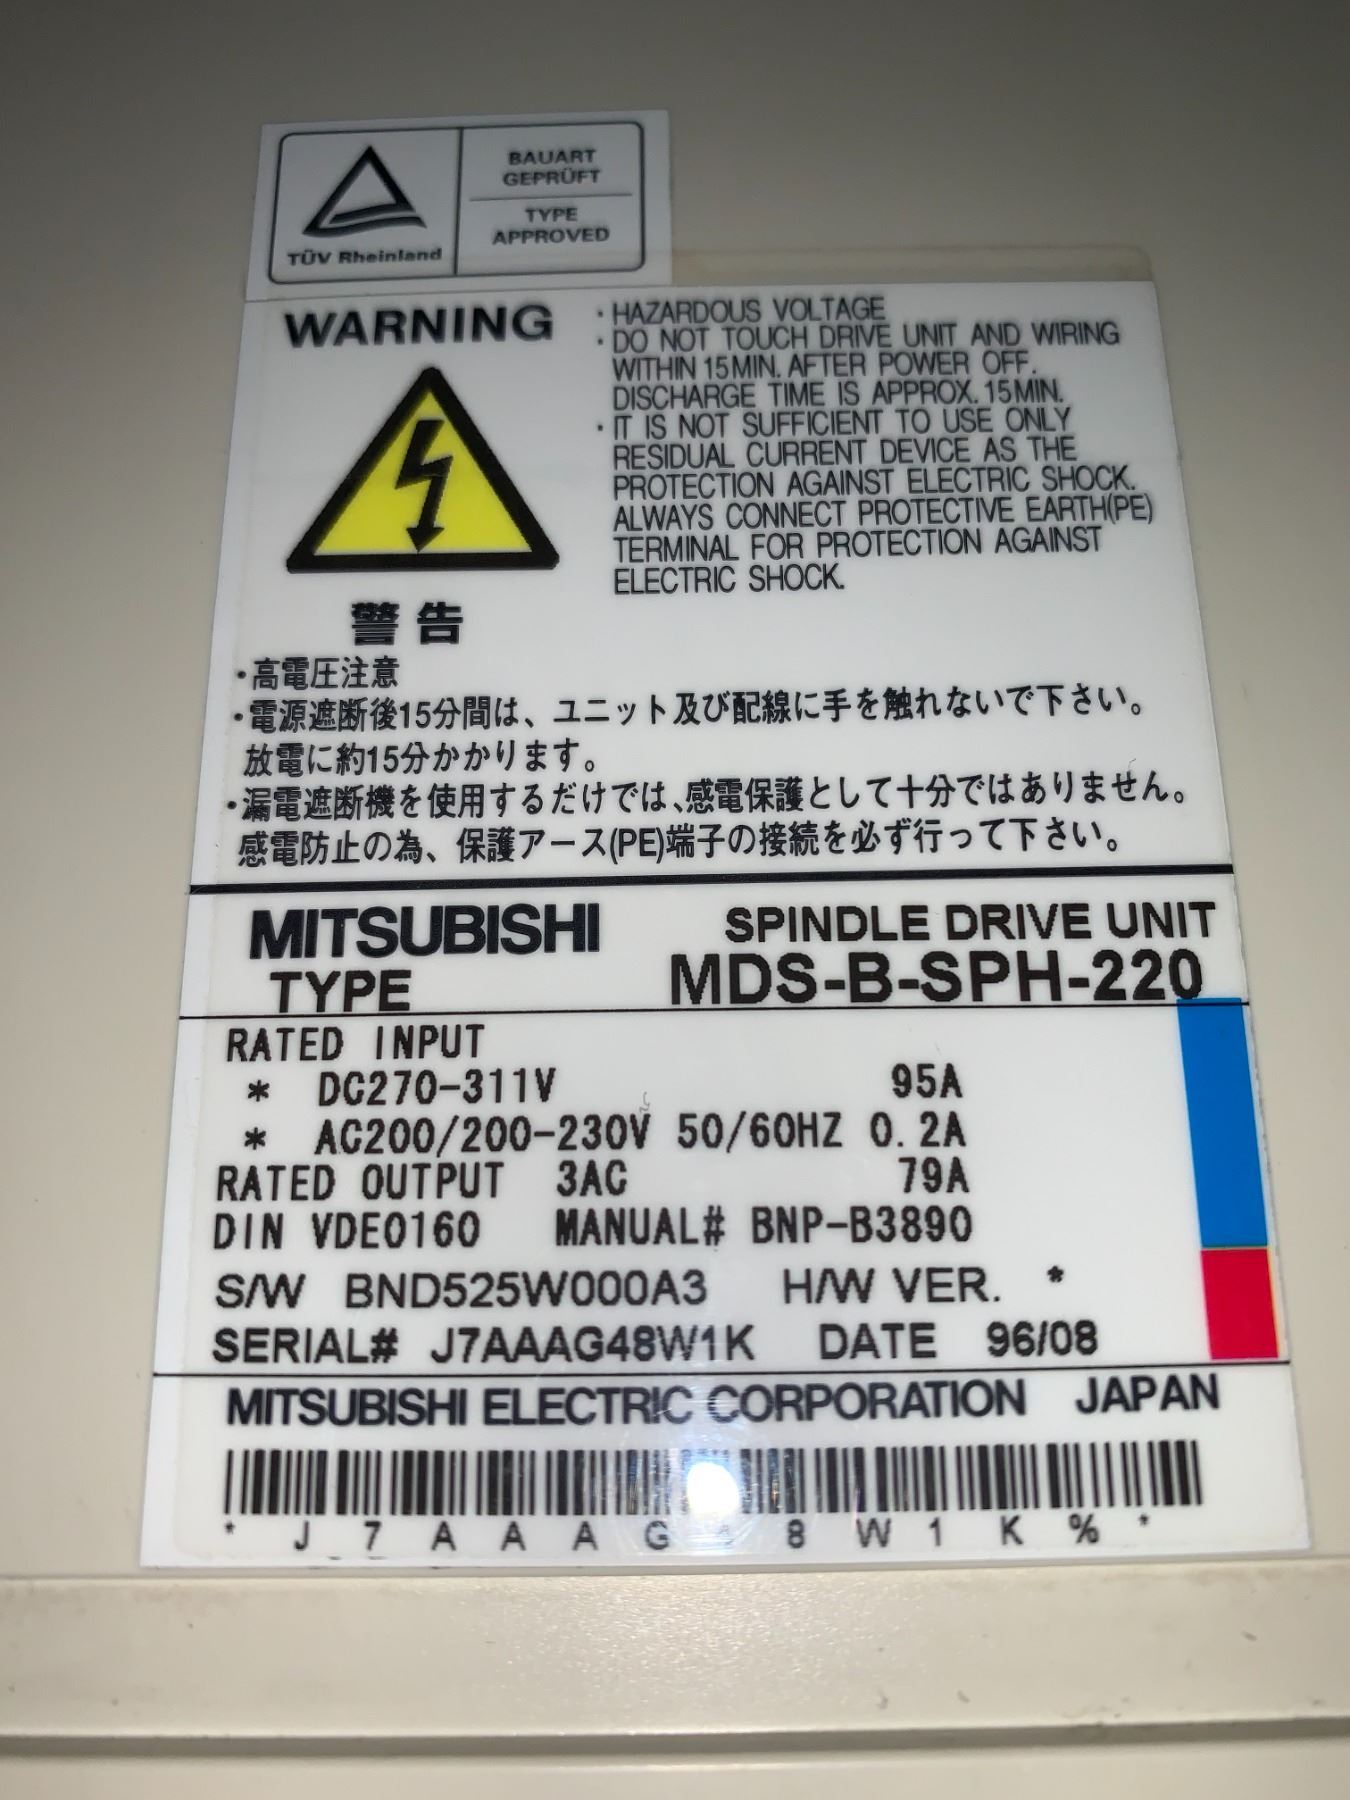 BAUART
GEPRÜFT
TYPE
APPROVED
TÜV Rheinland
WARNING
・HAZARDOUS VOLTAGE
・DO NOT TOUCH DRIVE UNIT AND WIRING
WITHIN 15MIN. AFTER POWER OFF.
DISCHARGE TIME IS APPROX. 15MIN.
・IT IS NOT SUFFICIENT TO USE ONLY
RESIDUAL CURRENT DEVICE AS THE
PROTECTION AGAINST ELECTRIC SHOCK.
ALWAYS CONNECT PROTECTIVE EARTH(PE)
TERMINAL FOR PROTECTION AGAINST
ELECTRIC SHOCK.
警告
・高電圧注意
・電源遮断後15分間は、ユニット及び配線に手を触れないで下さい。
放電に約15分かかります。
・漏電遮断機を使用するだけでは、感電保護として十分ではありません。
感電防止の為、保護アース(PE)端子の接続を必ず行って下さい。
MITSUBISHI SPINDLE DRIVE UNIT
TYPE MDS-B-SPH-220
RATED INPUT
* DC270-311V 95A
* AC200/200-230V 50/60HZ 0.2A
RATED OUTPUT 3AC 79A
DIN VDE0160 MANUAL# BNP-B3890
S/W BND525W000A3 H/W VER. *
SERIAL# J7AAAG48W1K DATE 96/08
MITSUBISHI ELECTRIC CORPORATION JAPAN
* J 7 A A A G 4 8 W 1 K % *